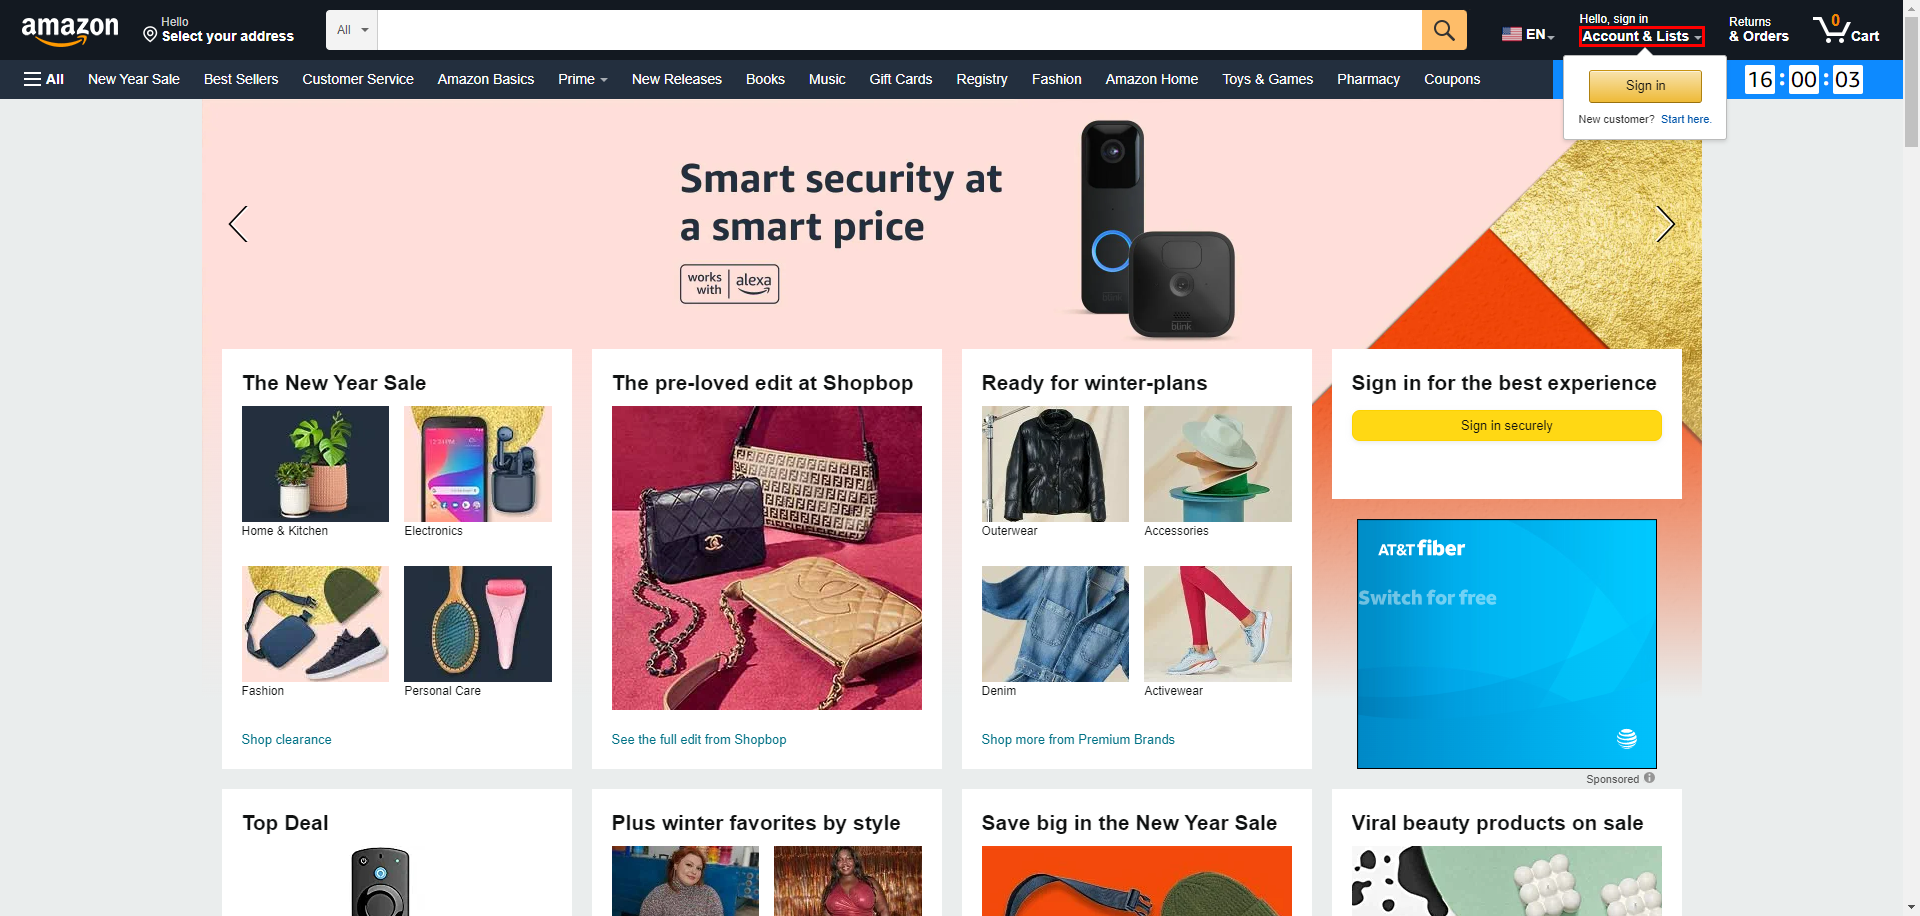 amazon
Hello
Select your address
All
EN
Hello, sign in
Account & Lists
Returns
& Orders
0
Cart
All
New Year Sale
Best Sellers
Customer Service
Amazon Basics
Prime
New Releases
Books
Music
Gift Cards
Registry
Fashion
Amazon Home
Toys & Games
Pharmacy
Coupons
16:00:03
Sign in
New customer? Start here.
Smart security at
a smart price
works with alexa
blink
The New Year Sale
Home & Kitchen
Electronics
Fashion
Personal Care
Shop clearance
The pre-loved edit at Shopbop
See the full edit from Shopbop
Ready for winter-plans
Outerwear
Accessories
Denim
Activewear
Shop more from Premium Brands
Sign in for the best experience
Sign in securely
AT&T fiber
Switch for free
Sponsored
Top Deal
Plus winter favorites by style
Save big in the New Year Sale
Viral beauty products on sale